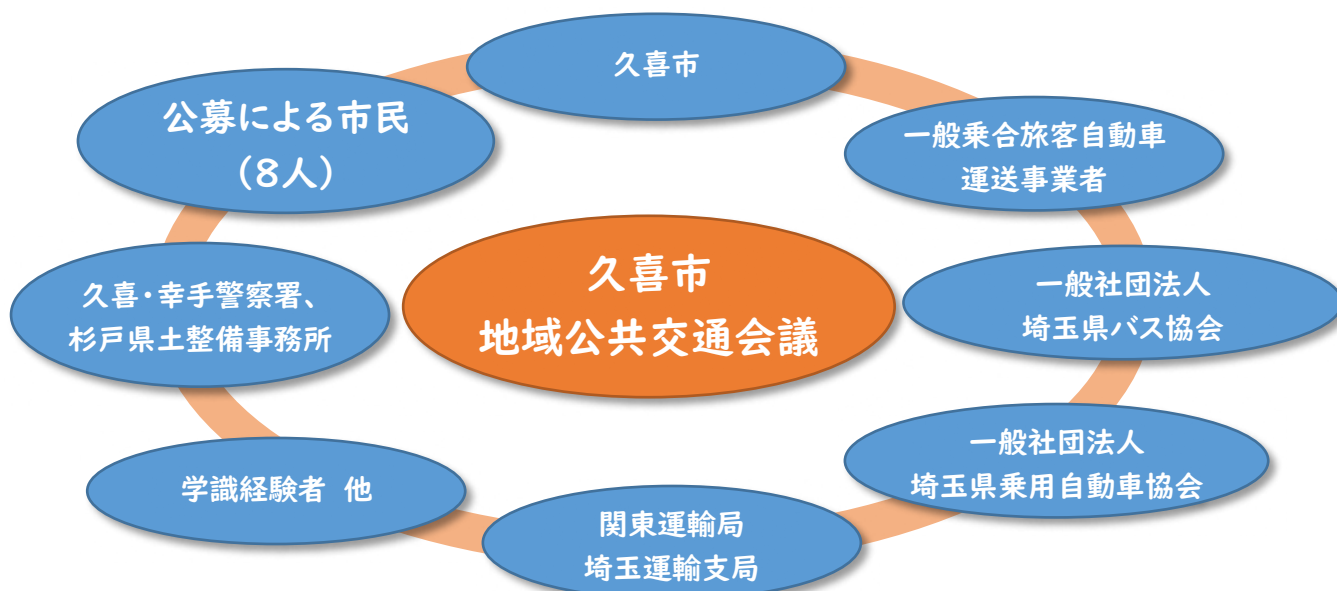 久喜市
公募による市民
(8人)
一般乗合旅客自動車
運送事業者
久喜市
地域公共交通会議
久喜・幸手警察署、
杉戸県土整備事務所
一般社団法人
埼玉県バス協会
一般社団法人
埼玉県乗用自動車協会
学識経験者 他
関東運輸局
埼玉運輸支局